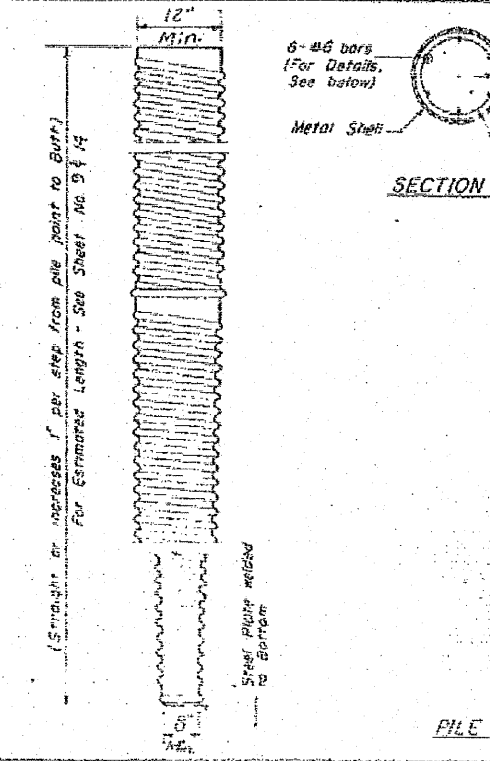 12"
Min.
6-#6 bars
(For Details,
See below)
Metal Shell
SECTION
(Straight or increases 1" per step from pile point to Butt)
For Estimated Length - See Sheet No. 9 & 14
Steel Plate welded
to Bottom
8"
Min.
PILE